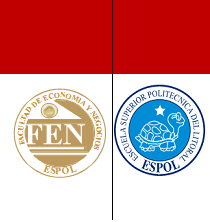 FACULTAD DE ECONOMIA Y NEGOCIOS
FEN
ESPOL
ESCUELA SUPERIOR POLITECNICA DEL LITORAL
ESPOL